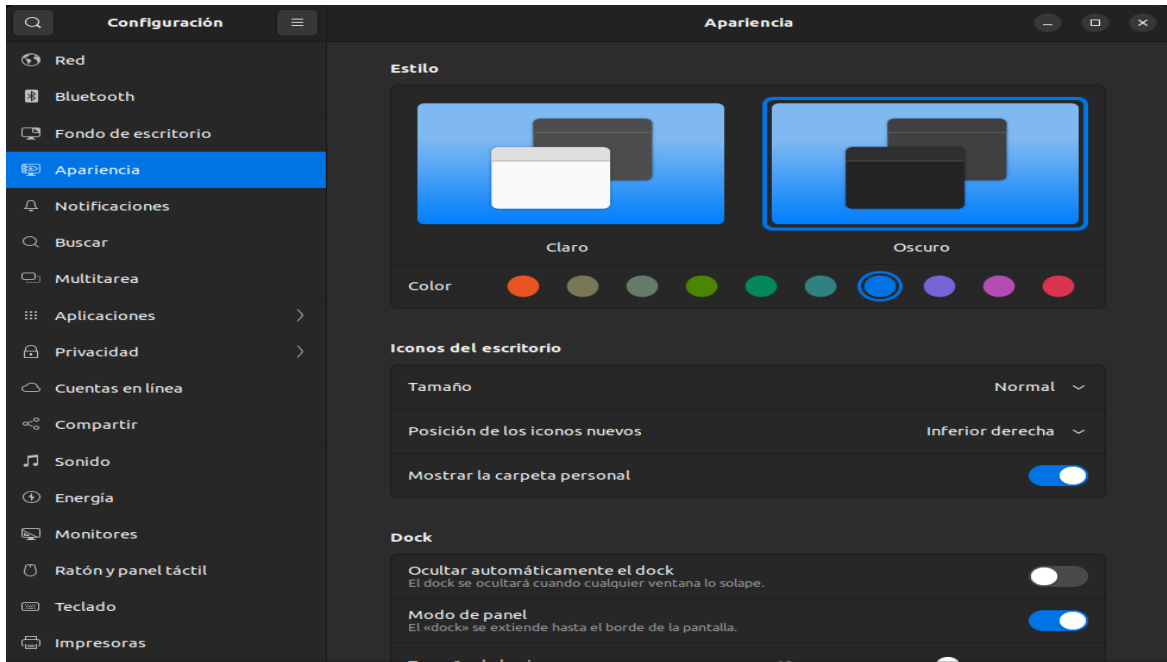 Configuración
Apariencia
Red
Bluetooth
Fondo de escritorio
Apariencia
Notificaciones
Buscar
Multitarea
Aplicaciones
Privacidad
Cuentas en línea
Compartir
Sonido
Energía
Monitores
Ratón y panel táctil
Teclado
Impresoras
Estilo
Claro
Oscuro
Color
Iconos del escritorio
Tamaño
Normal
Posición de los iconos nuevos
Inferior derecha
Mostrar la carpeta personal
Dock
Ocultar automáticamente el dock
El dock se ocultará cuando cualquier ventana lo solape.
Modo de panel
El «dock» se extiende hasta el borde de la pantalla.